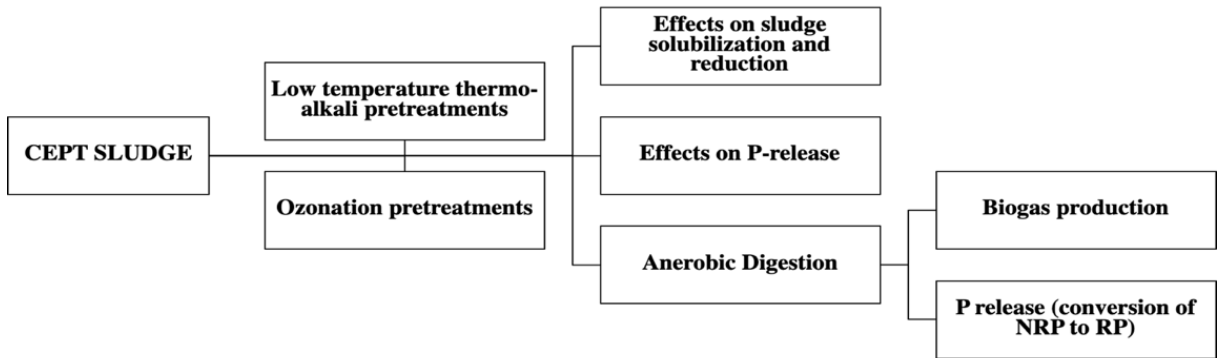 CEPT SLUDGE
Low temperature thermo-
alkali pretreatments
Ozonation pretreatments
Effects on sludge
solubilization and
reduction
Effects on P-release
Anerobic Digestion
Biogas production
P release (conversion of
NRP to RP)